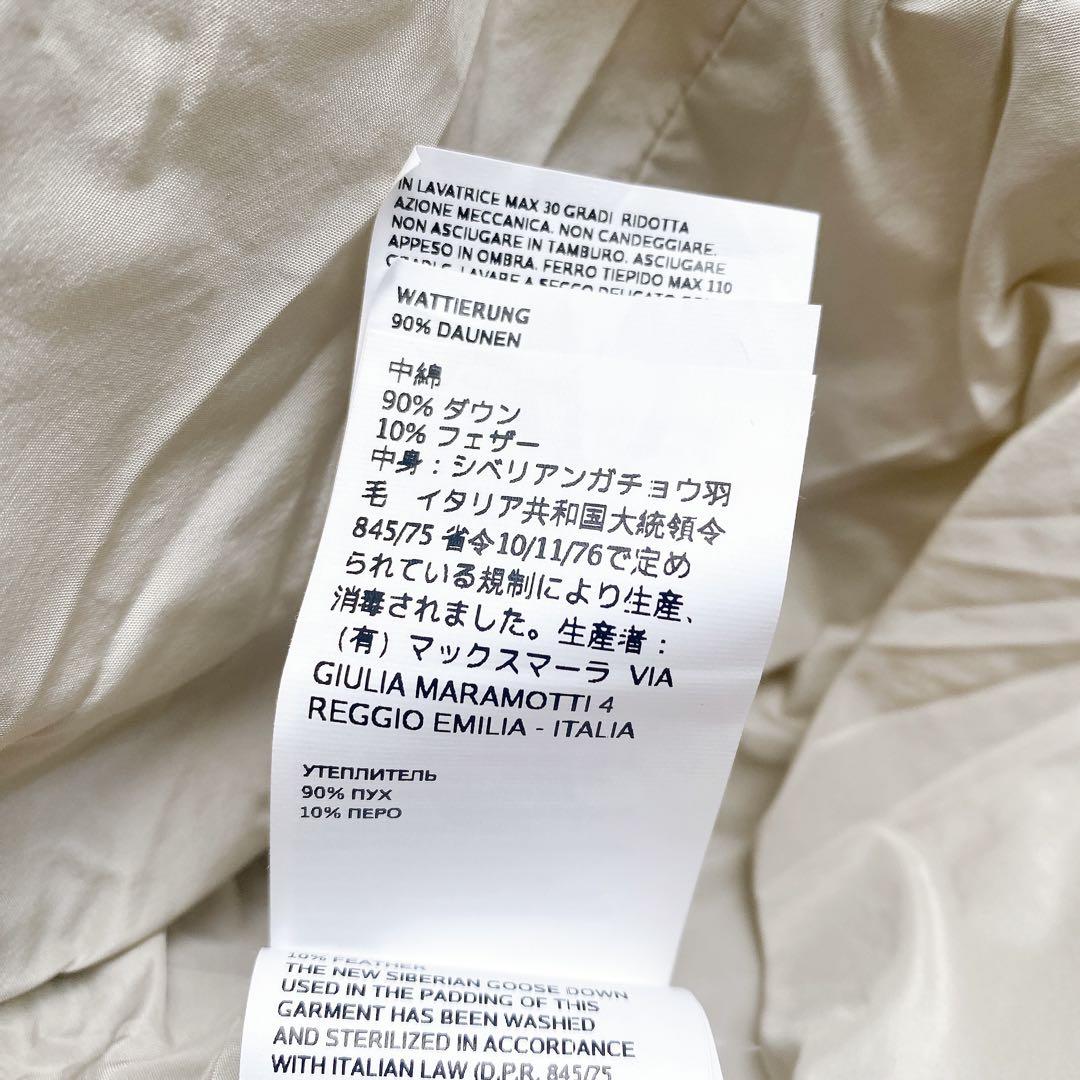 IN LAVATRICE MAX 30 GRADI RIDOTTA
AZIONE MECCANICA. NON CANDEGGIARE.
NON ASCIUGARE IN TAMBURO. ASCIUGARE
APPESO IN OMBRA. FERRO TIEPIDO MAX 110
LAVARE A SECCO DELICATO
WATTIERUNG
90% DAUNEN
中綿
90% ダウン
10% フェザー
中身：シベリアンガチョウ羽
毛 イタリア共和国大統領令
845/75 省令10/11/76で定め
られている規制により生産、
消毒されました。生産者：
（有）マックスマーラ VIA
GIULIA MARAMOTTI 4
REGGIO EMILIA - ITALIA
УТЕПЛИТЕЛЬ
90% ПУХ
10% ПЕРО
10% FEATHER
THE NEW SIBERIAN GOOSE DOWN
USED IN THE PADDING OF THIS
GARMENT HAS BEEN WASHED
AND STERILIZED IN ACCORDANCE
WITH ITALIAN LAW (D.P.R. 845/75